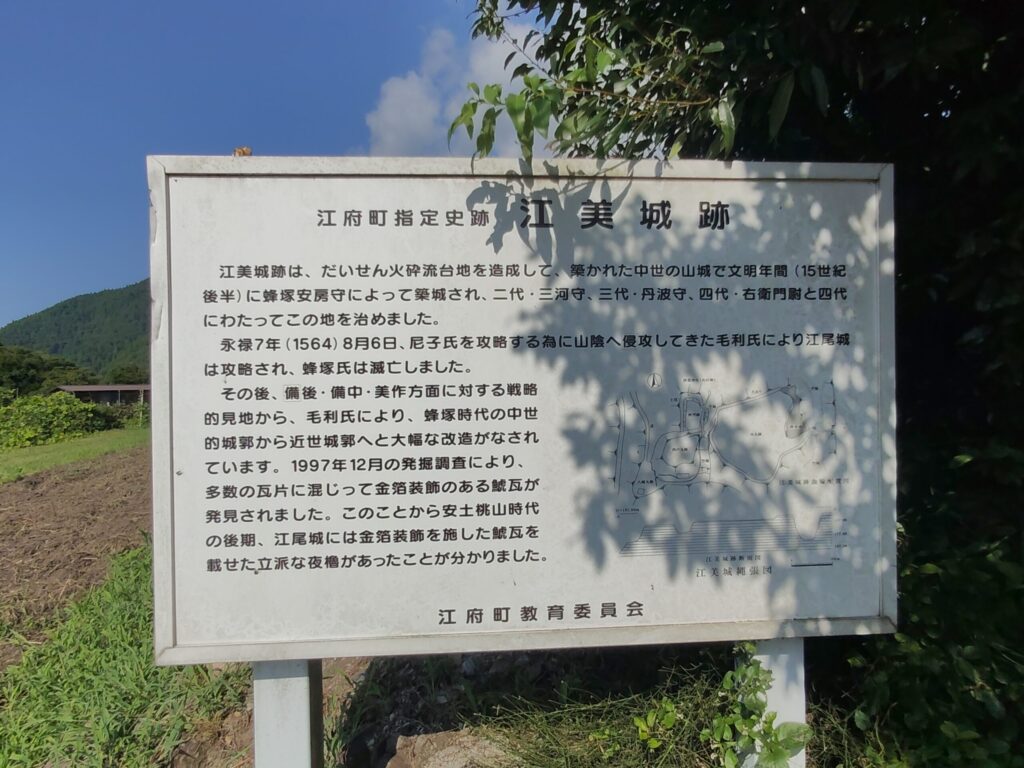 江府町指定史跡 江美城跡
江美城跡は、だいせん火砕流台地を造成して、築かれた中世の山城で文明年間(15世紀
後半)に蜂塚安房守によって築城され、二代・三河守、三代・丹波守、四代・右衛門尉と四代
にわたってこの地を治めました。
永禄7年(1564)8月6日、尼子氏を攻略する為に山陰へ侵攻してきた毛利氏により江尾城
は攻略され、蜂塚氏は滅亡しました。
その後、備後・備中・美作方面に対する戦略
的見地から、毛利氏により、蜂塚時代の中世
的城郭から近世城郭へと大幅な改造がなされ
ています。1997年12月の発掘調査により、
多数の瓦片に混じって金箔装飾のある鯱瓦が
発見されました。このことから安土桃山時代
の後期、江尾城には金箔装飾を施した鯱瓦を
載せた立派な夜櫓があったことが分かりました。
江美城跡断面図
江美城縄張図
江府町教育委員会